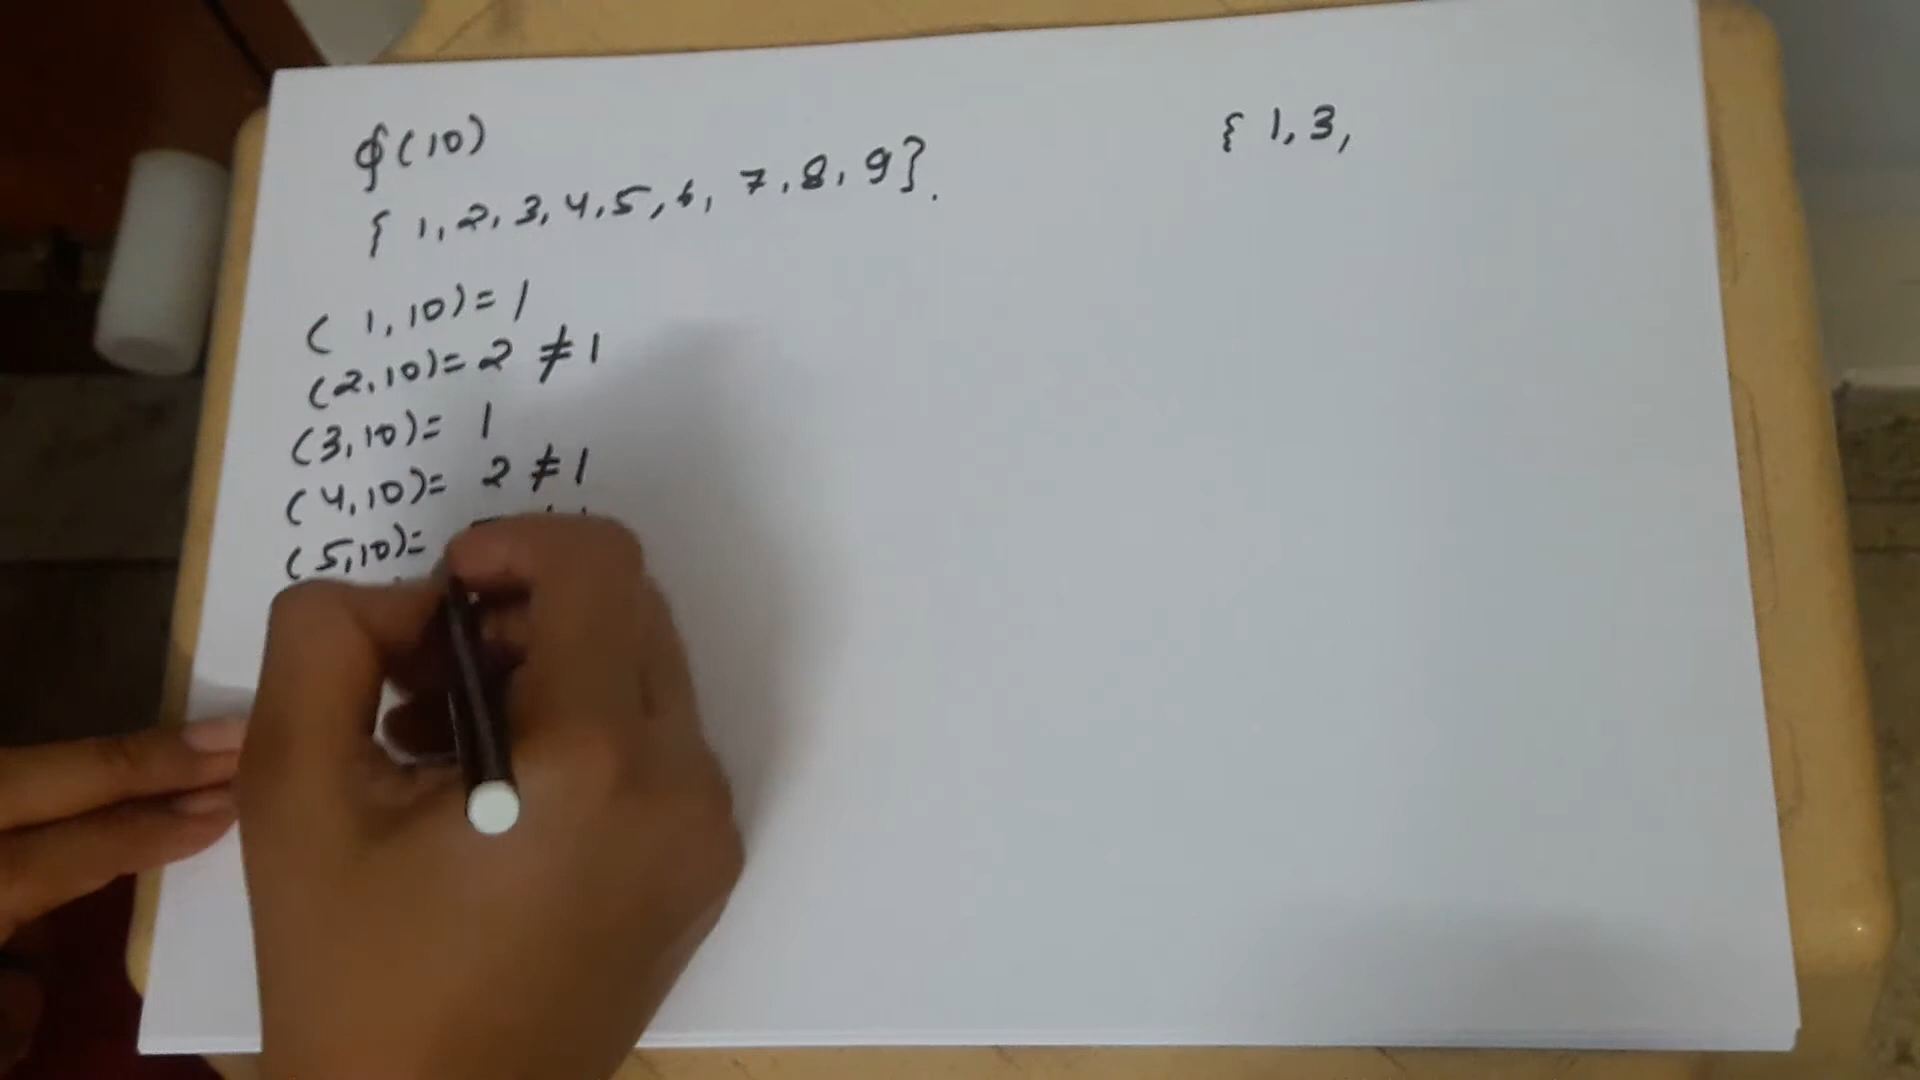 ϕ(10)
{ 1, 2, 3, 4, 5, 6, 7, 8, 9}.
{ 1, 3,
( 1, 10) = 1
(2, 10) = 2 ≠ 1
(3, 10) = 1
( 4, 10) = 2 ≠ 1
( 5, 10) =